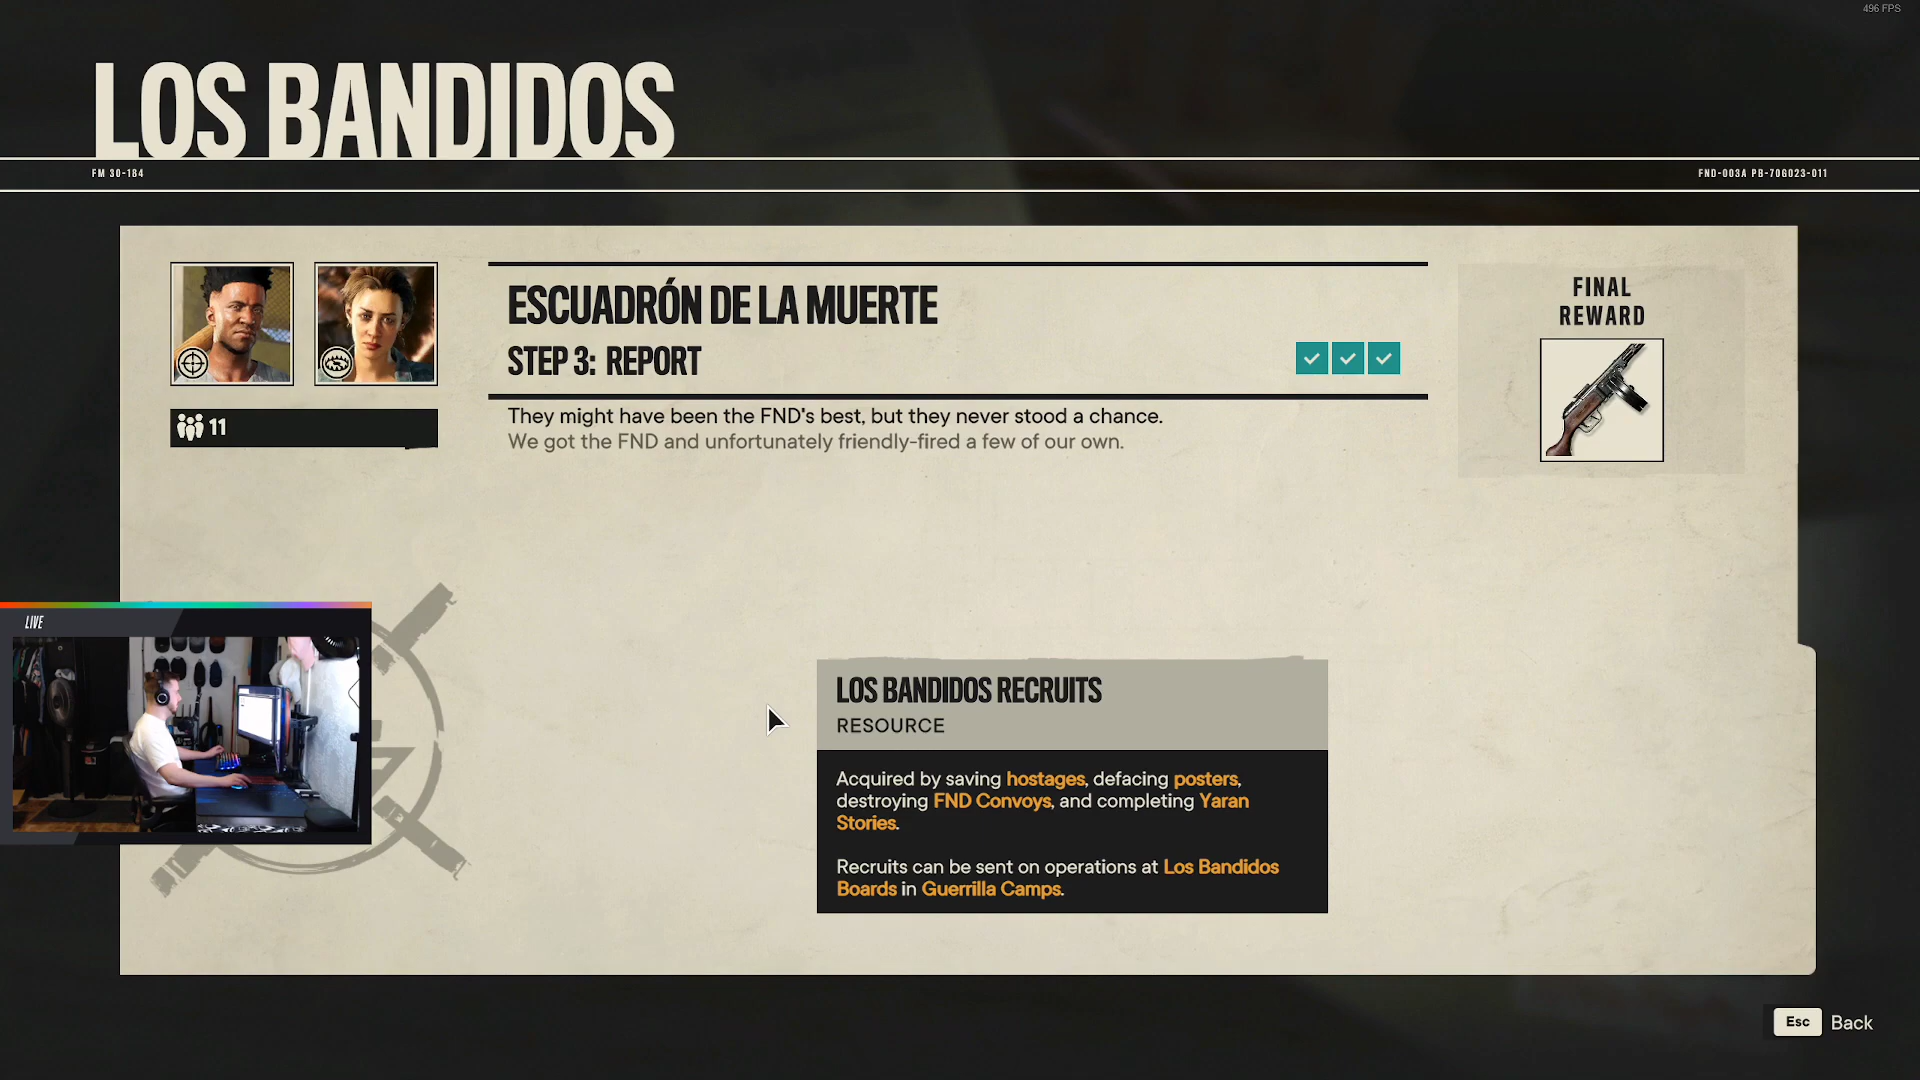 496 FPS
LOS BANDIDOS
FM 30-184
FND-003A PB-70G023-011
ESCUADRÓN DE LA MUERTE
STEP 3: REPORT
11
They might have been the FND's best, but they never stood a chance.
We got the FND and unfortunately friendly-fired a few of our own.
FINAL
REWARD
LIVE
LOS BANDIDOS RECRUITS
RESOURCE
Acquired by saving hostages, defacing posters,
destroying FND Convoys, and completing Yaran
Stories.
Recruits can be sent on operations at Los Bandidos
Boards in Guerrilla Camps.
Esc Back